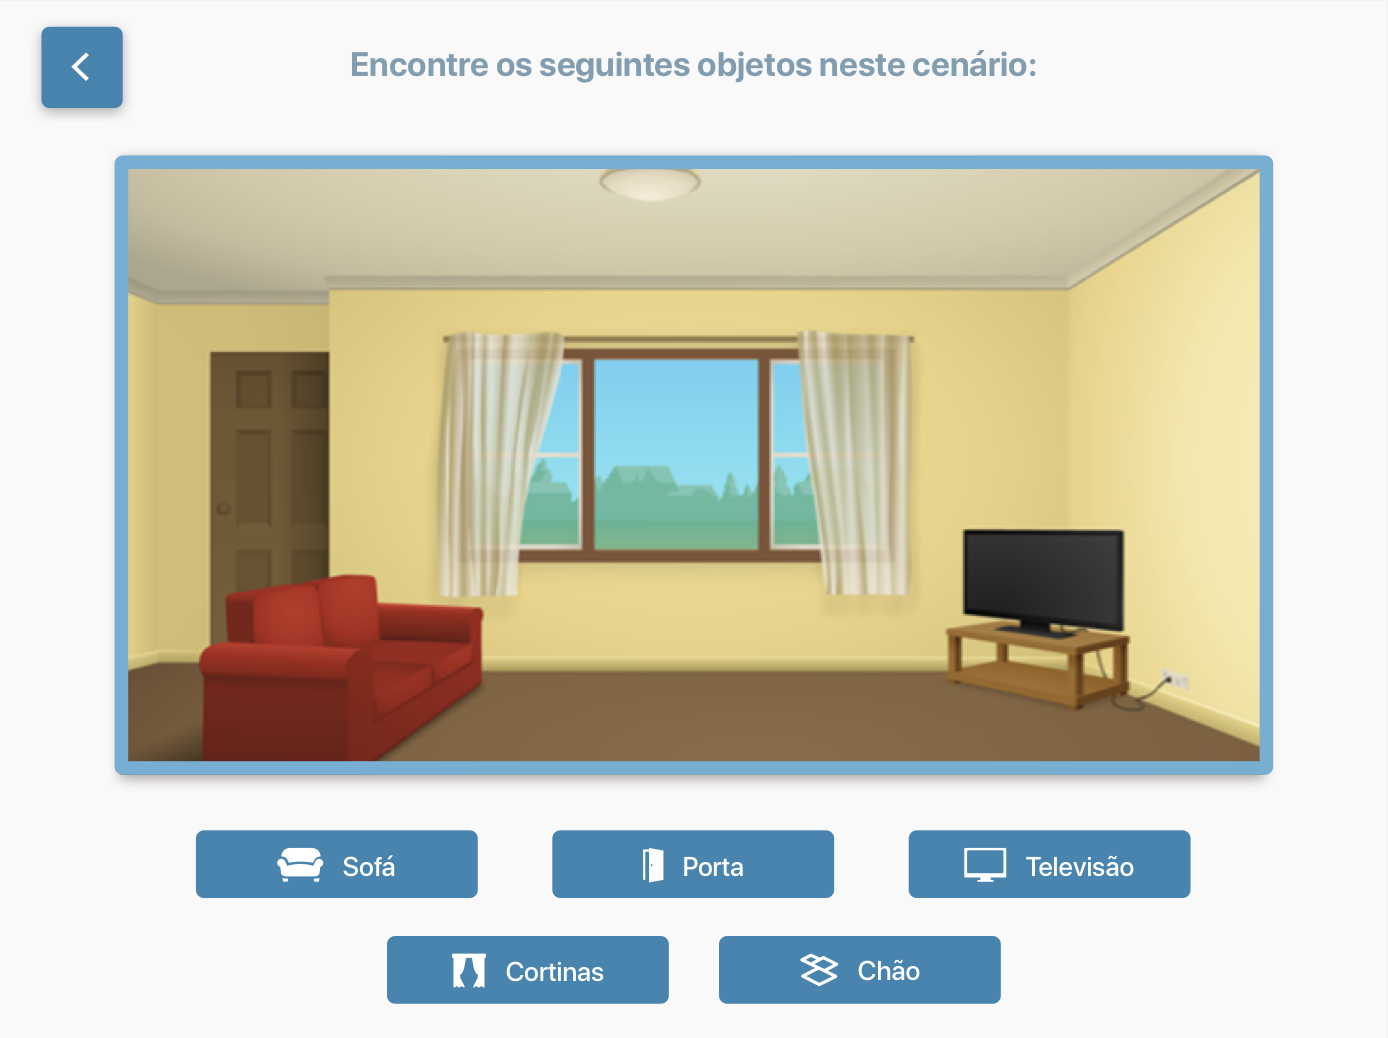 Encontre os seguintes objetos neste cenário:
Sofá
Porta
Televisão
Cortinas
Chão